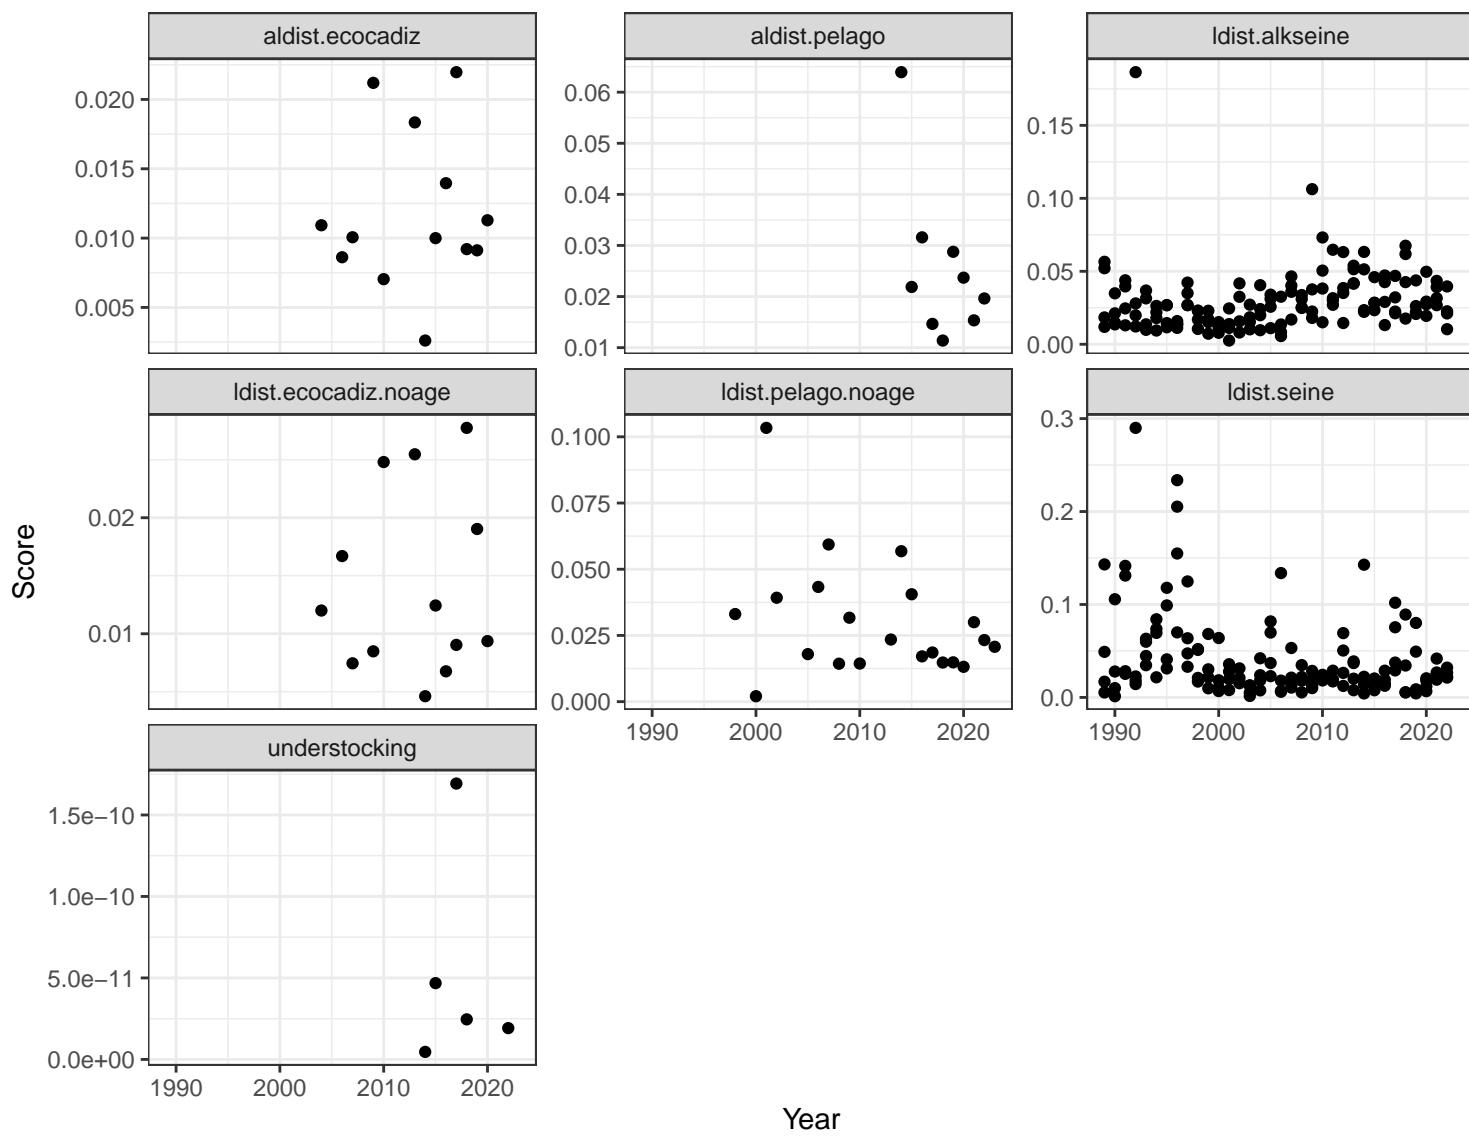 aldist.ecocadiz
aldist.pelago
ldist.alkseine
0.020
0.015
0.010
0.005
0.06
0.05
0.04
0.03
0.02
0.01
0.15
0.10
0.05
0.00
ldist.ecocadiz.noage
ldist.pelago.noage
ldist.seine
0.02
0.01
0.100
0.075
0.050
0.025
0.000
0.3
0.2
0.1
0.0
1990 2000 2010 2020
1990 2000 2010 2020
understocking
1.5e−10
1.0e−10
5.0e−11
0.0e+00
1990 2000 2010 2020
Score
Year